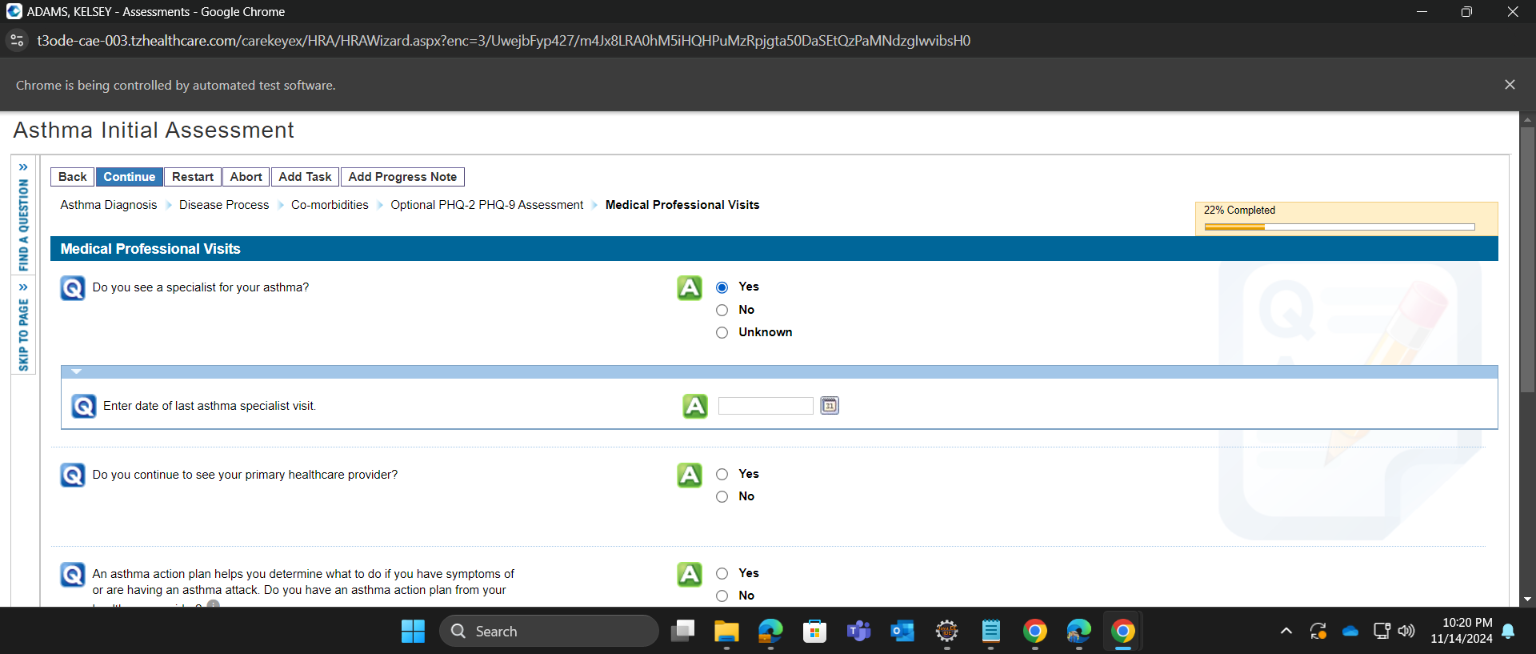 ADAMS, KELSEY - Assessments - Google Chrome
t3ode-cae-003.tzhealthcare.com/carekeyex/HRA/HRAWizard.aspx?enc=3/UwejbFyp427/m4Jx8LRA0hM5iHQHPuMzRpjgta50DaSEtQzPaMNdzglwvibsH0
Chrome is being controlled by automated test software.
Asthma Initial Assessment
FIND A QUESTION
SKIP TO PAGE
Back Continue Restart Abort Add Task Add Progress Note
Asthma Diagnosis Disease Process Co-morbidities Optional PHQ-2 PHQ-9 Assessment Medical Professional Visits
22% Completed
Medical Professional Visits
Q Do you see a specialist for your asthma? A Yes
No
Unknown
Q Enter date of last asthma specialist visit. A 31
Q Do you continue to see your primary healthcare provider? A Yes
No
Q An asthma action plan helps you determine what to do if you have symptoms of A Yes
or are having an asthma attack. Do you have an asthma action plan from your No
Search
10:20 PM
11/14/2024